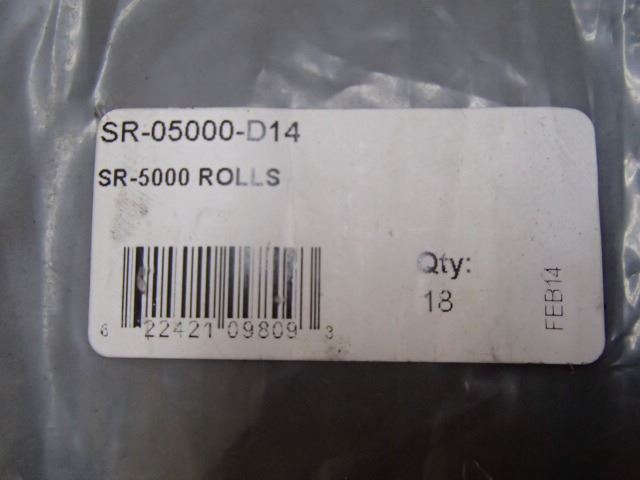 SR-05000-D14
SR-5000 ROLLS
Qty:
18
FEB14
6 22421 09809 3